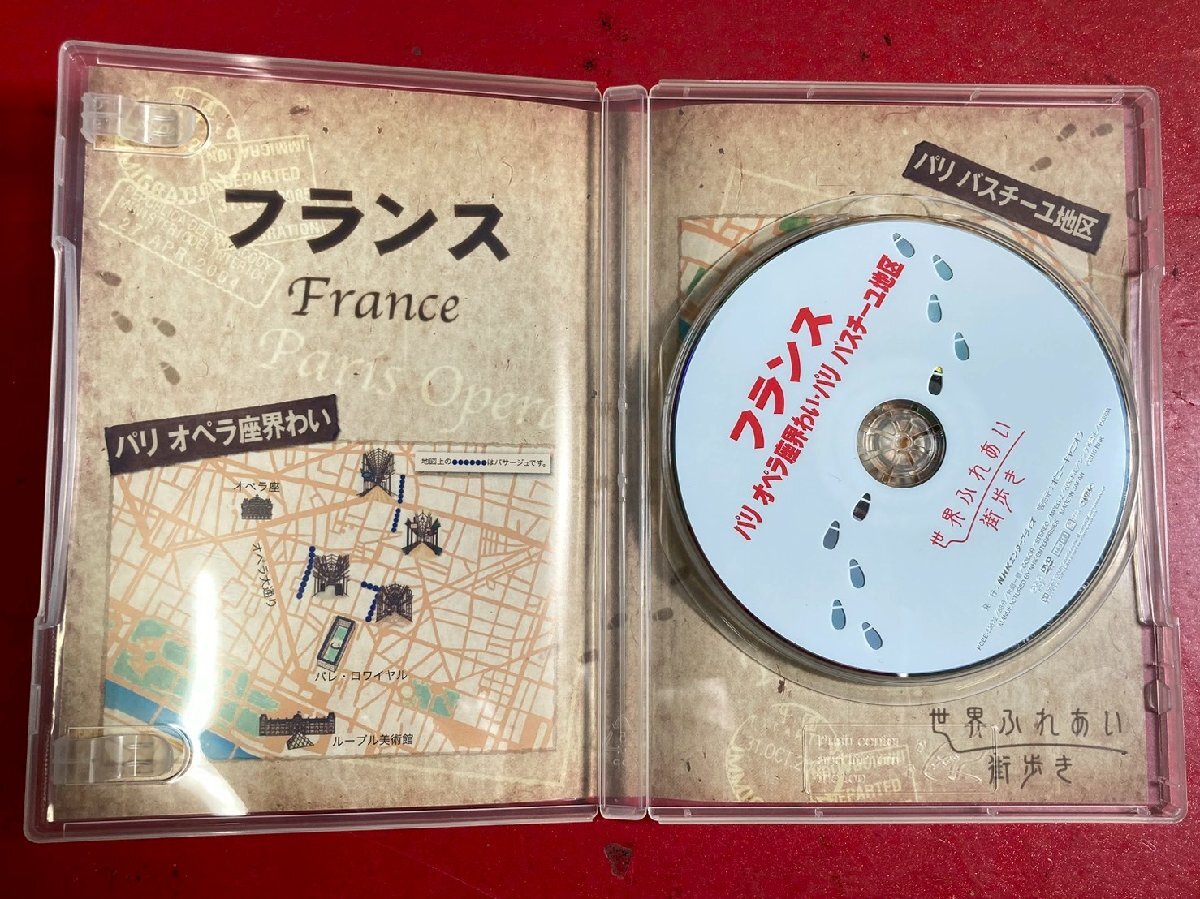 フランス
France
Paris Opera
パリ オペラ座界わい
地図上の●●●●●●はパサージュです。
オペラ座
オペラ大通り
パレ・ロワイヤル
ルーブル美術館
パリ バスチーユ地区
フランス
パリ オペラ座界わい・パリ バスチーユ地区
世界ふれあい
街歩き
世界ふれあい
街歩き